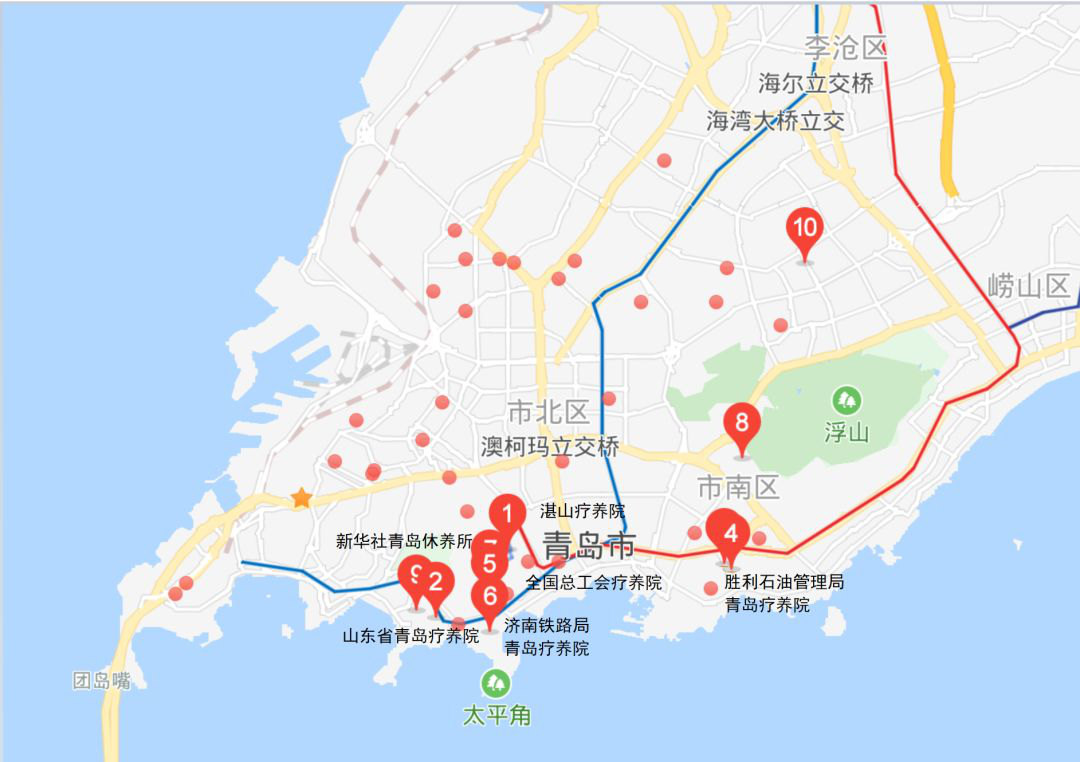 李沧区
海尔立交桥
海湾大桥立交
10
崂山区
市北区
8
澳柯玛立交桥
浮山
市南区
1
湛山疗养院
4
新华社青岛休养所
7
青岛市
5
9
2
全国总工会疗养院
胜利石油管理局
青岛疗养院
6
山东省青岛疗养院
济南铁路局
青岛疗养院
团岛嘴
太平角